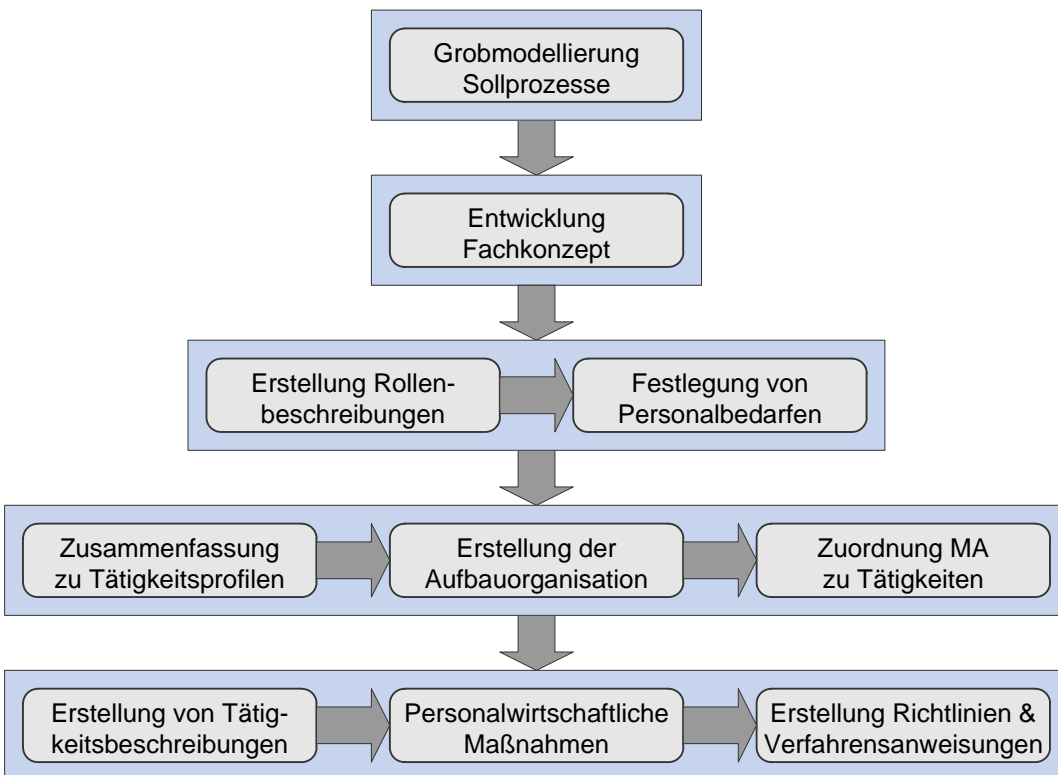 Grobmodellierung
Sollprozesse
Entwicklung
Fachkonzept
Erstellung Rollen-
beschreibungen
Festlegung von
Personalbedarfen
Zusammenfassung
zu Tätigkeitsprofilen
Erstellung der
Aufbauorganisation
Zuordnung MA
zu Tätigkeiten
Erstellung von Tätig-
keitsbeschreibungen
Personalwirtschaftliche
Maßnahmen
Erstellung Richtlinien &
Verfahrensanweisungen